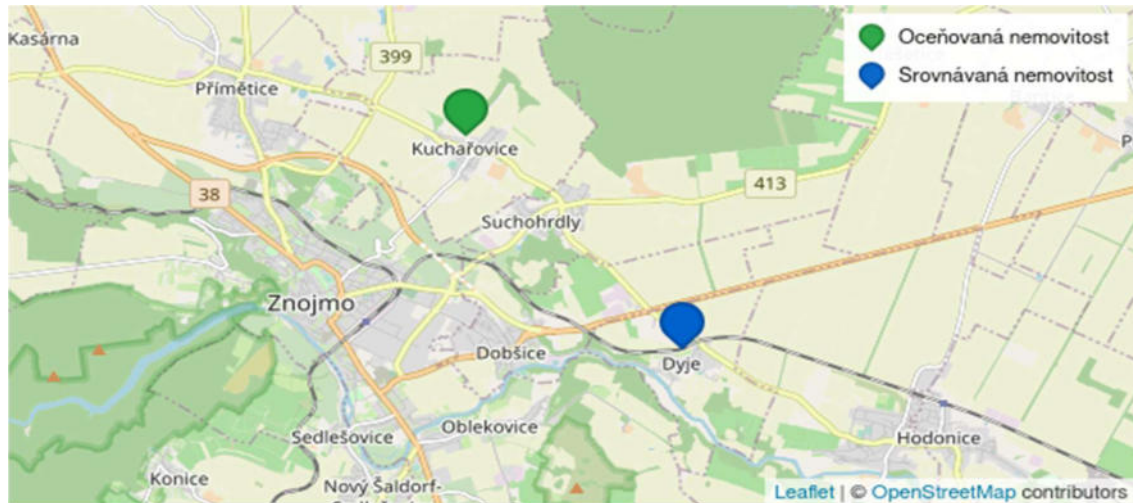 Kasárna
399
Přímětice
Oceňovaná nemovitost
Srovnávaná nemovitost
Kuchařovice
38
413
Suchohrdly
Znojmo
Dobšice
Dyje
Sedlešovice
Oblekovice
Hodonice
Konice
Nový Šaldorf-
Leaflet | © OpenStreetMap contributors